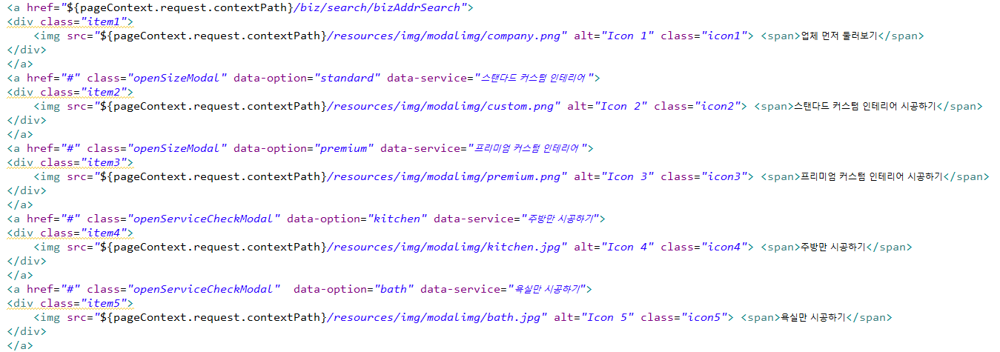 <a href="${pageContext.request.contextPath}/biz/search/bizAddrSearch">
<div class="item1">
    <img src="${pageContext.request.contextPath}/resources/img/modalimg/company.png" alt="Icon 1" class="icon1"> <span>업체 먼저 둘러보기</span>
</div>
</a>
<a href="#" class="openSizeModal" data-option="standard" data-service="스탠다드 커스텀 인테리어 ">
<div class="item2">
    <img src="${pageContext.request.contextPath}/resources/img/modalimg/custom.png" alt="Icon 2" class="icon2"> <span>스탠다드 커스텀 인테리어 시공하기</span>
</div>
</a>
<a href="#" class="openSizeModal" data-option="premium" data-service="프리미엄 커스텀 인테리어 ">
<div class="item3">
    <img src="${pageContext.request.contextPath}/resources/img/modalimg/premium.png" alt="Icon 3" class="icon3"> <span>프리미엄 커스텀 인테리어 시공하기</span>
</div>
</a>
<a href="#" class="openServiceCheckModal" data-option="kitchen" data-service="주방만 시공하기">
<div class="item4">
    <img src="${pageContext.request.contextPath}/resources/img/modalimg/kitchen.jpg" alt="Icon 4" class="icon4"> <span>주방만 시공하기</span>
</div>
</a>
<a href="#" class="openServiceCheckModal"  data-option="bath" data-service="욕실만 시공하기">
<div class="item5">
    <img src="${pageContext.request.contextPath}/resources/img/modalimg/bath.jpg" alt="Icon 5" class="icon5"> <span>욕실만 시공하기</span>
</div>
</a>